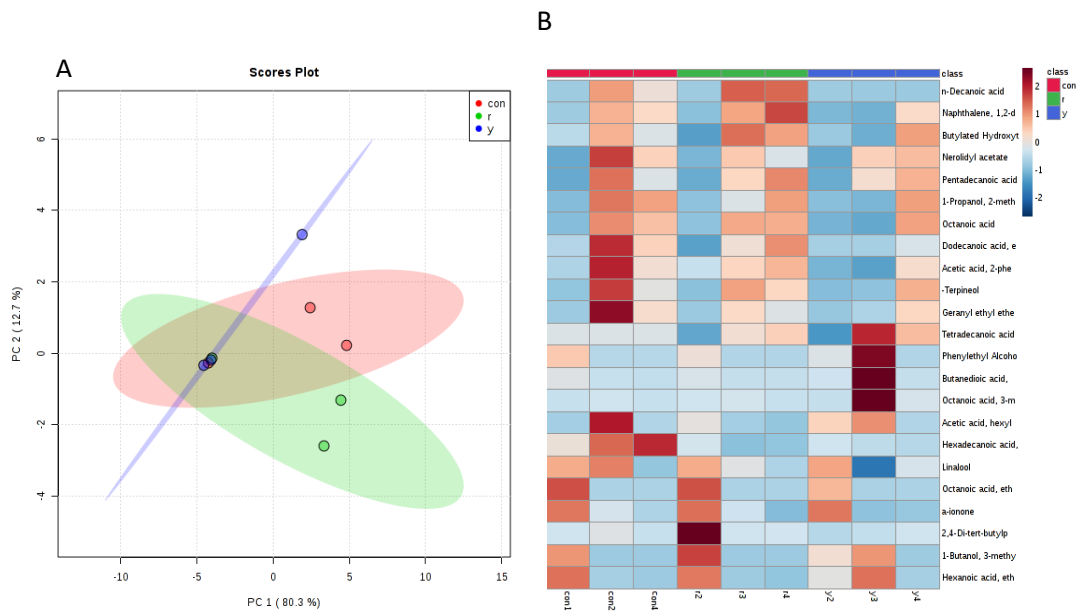 A
Scores Plot
con
r
y
6
4
2
0
-2
-4
-10
-5
0
5
10
15
PC 2 ( 12.7 %)
PC 1 ( 80.3 %)
B
class
n-Decanoic acid
Naphthalene, 1,2-d
Butylated Hydroxyt
Nerolidyl acetate
Pentadecanoic acid
1-Propanol, 2-meth
Octanoic acid
Dodecanoic acid, e
Acetic acid, 2-phe
-Terpineol
Geranyl ethyl ethe
Tetradecanoic acid
Phenylethyl Alcoho
Butanedioic acid,
Octanoic acid, 3-m
Acetic acid, hexyl
Hexadecanoic acid,
Linalool
Octanoic acid, eth
a-ionone
2,4-Di-tert-butylp
1-Butanol, 3-methy
Hexanoic acid, eth
con1
con2
con4
r2
r3
r4
y2
y3
y4
2
1
0
-1
-2
class
con
r
y